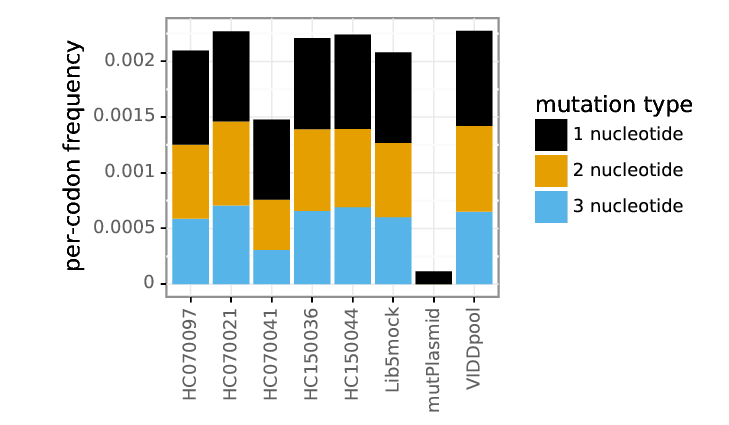 per-codon frequency
0.002
0.0015
0.001
0.0005
0
HC070097
HC070021
HC070041
HC150036
HC150044
Lib5mock
mutPlasmid
VIDDpool
mutation type
1 nucleotide
2 nucleotide
3 nucleotide